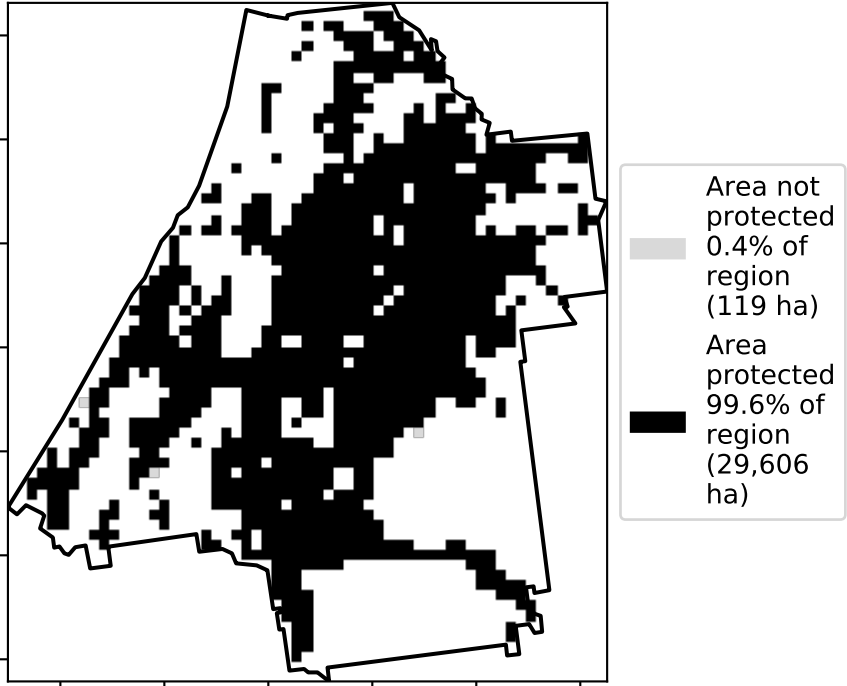 Area not
protected
0.4% of
region
(119 ha)
Area
protected
99.6% of
region
(29,606
ha)